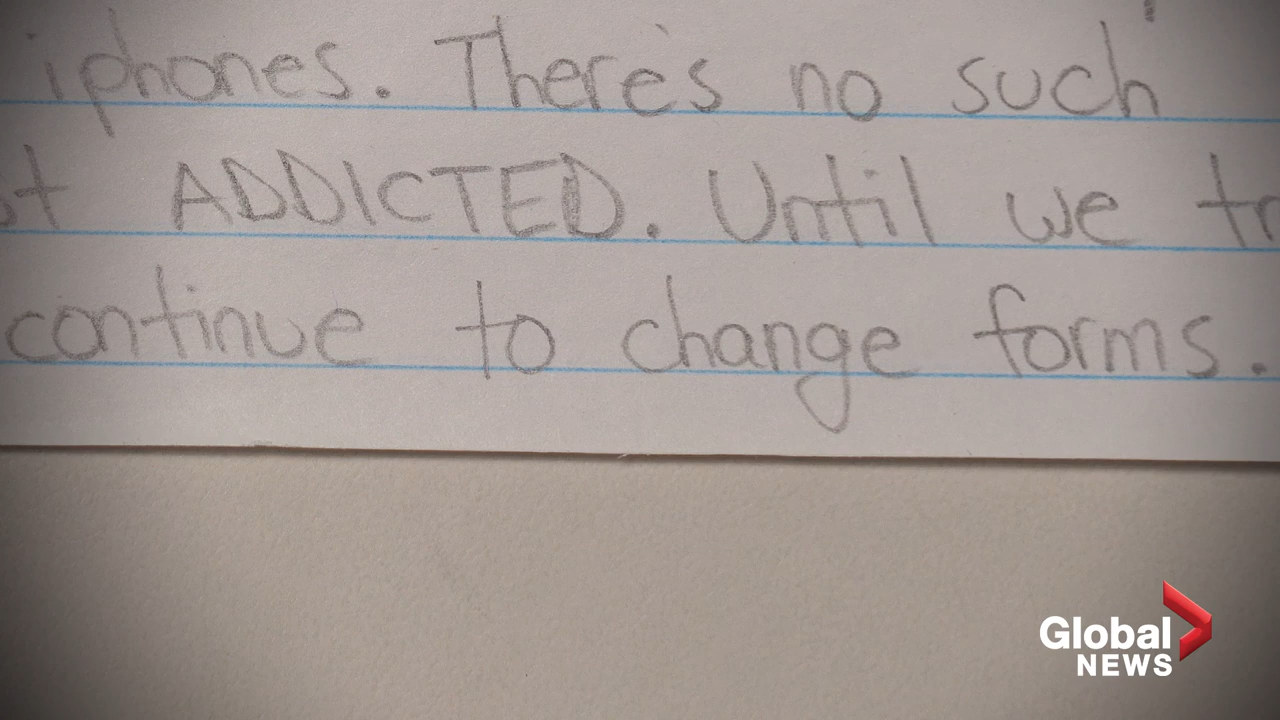 iphones. There's no such
ADDICTED. Until we
continue to change forms.
Global
NEWS